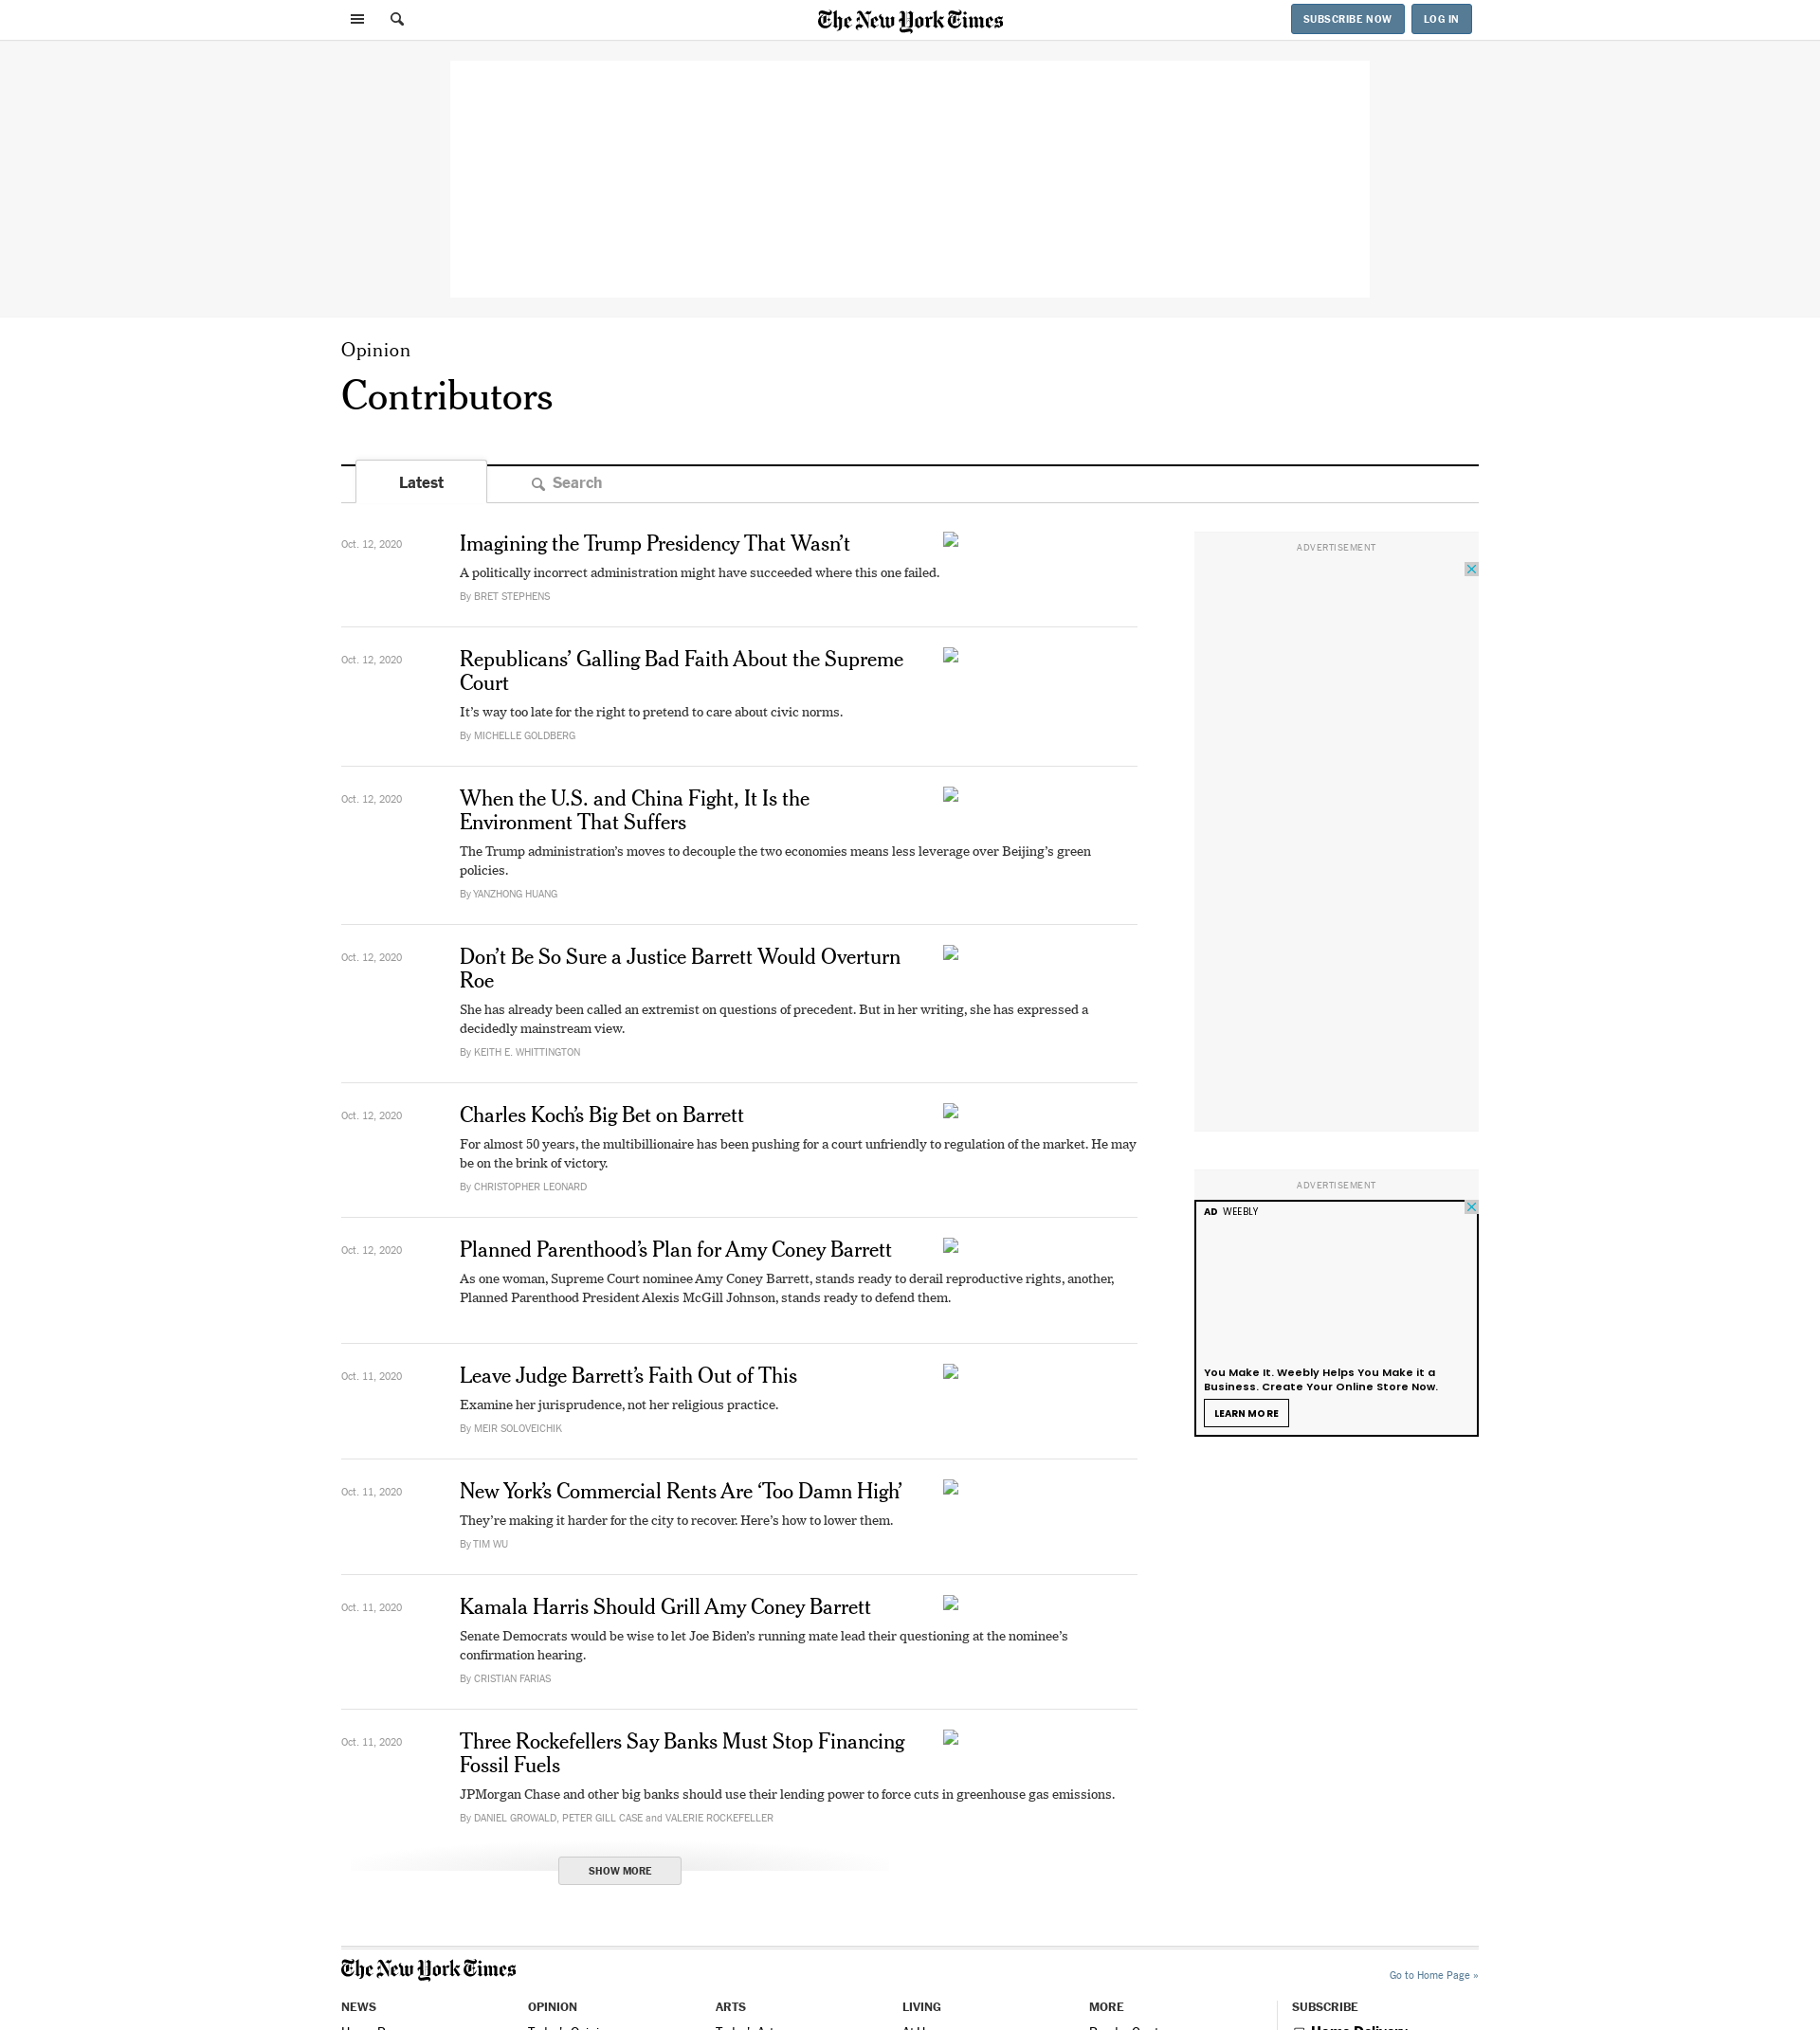 The New York Times
SUBSCRIBE NOW
LOG IN
Opinion
Contributors
Latest
Search
Oct. 12, 2020
Imagining the Trump Presidency That Wasn’t
A politically incorrect administration might have succeeded where this one failed.
By BRET STEPHENS
Oct. 12, 2020
Republicans’ Galling Bad Faith About the Supreme
Court
It’s way too late for the right to pretend to care about civic norms.
By MICHELLE GOLDBERG
Oct. 12, 2020
When the U.S. and China Fight, It Is the
Environment That Suffers
The Trump administration’s moves to decouple the two economies means less leverage over Beijing’s green
policies.
By YANZHONG HUANG
Oct. 12, 2020
Don’t Be So Sure a Justice Barrett Would Overturn
Roe
She has already been called an extremist on questions of precedent. But in her writing, she has expressed a
decidedly mainstream view.
By KEITH E. WHITTINGTON
Oct. 12, 2020
Charles Koch’s Big Bet on Barrett
For almost 50 years, the multibillionaire has been pushing for a court unfriendly to regulation of the market. He may
be on the brink of victory.
By CHRISTOPHER LEONARD
Oct. 12, 2020
Planned Parenthood’s Plan for Amy Coney Barrett
As one woman, Supreme Court nominee Amy Coney Barrett, stands ready to derail reproductive rights, another,
Planned Parenthood President Alexis McGill Johnson, stands ready to defend them.
Oct. 11, 2020
Leave Judge Barrett’s Faith Out of This
Examine her jurisprudence, not her religious practice.
By MEIR SOLOVEICHIK
Oct. 11, 2020
New York’s Commercial Rents Are ‘Too Damn High’
They’re making it harder for the city to recover. Here’s how to lower them.
By TIM WU
Oct. 11, 2020
Kamala Harris Should Grill Amy Coney Barrett
Senate Democrats would be wise to let Joe Biden’s running mate lead their questioning at the nominee’s
confirmation hearing.
By CRISTIAN FARIAS
Oct. 11, 2020
Three Rockefellers Say Banks Must Stop Financing
Fossil Fuels
JPMorgan Chase and other big banks should use their lending power to force cuts in greenhouse gas emissions.
By DANIEL GROWALD, PETER GILL CASE and VALERIE ROCKEFELLER
SHOW MORE
ADVERTISEMENT
ADVERTISEMENT
AD WEEBLY
You Make It. Weebly Helps You Make it a
Business. Create Your Online Store Now.
LEARN MORE
The New York Times
Go to Home Page »
NEWS
OPINION
ARTS
LIVING
MORE
SUBSCRIBE
Home Delivery